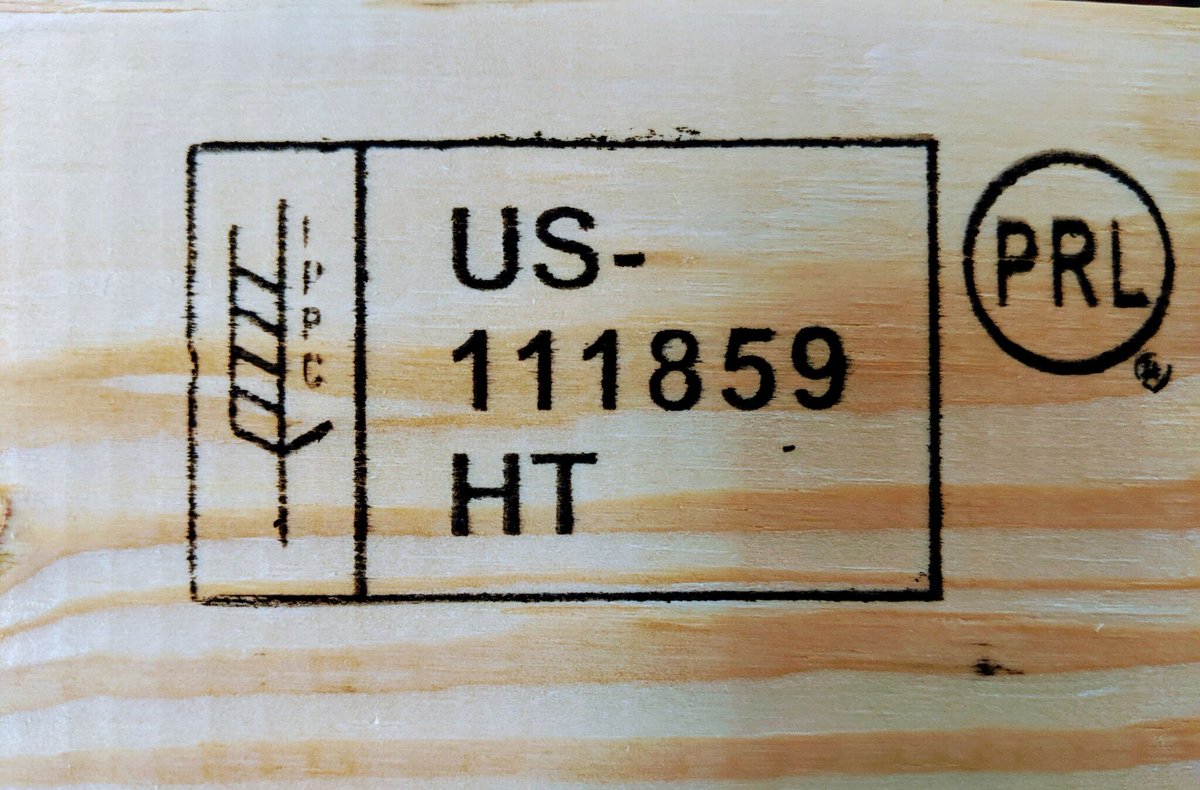 IPPC
US-
111859
HT
PRL
®